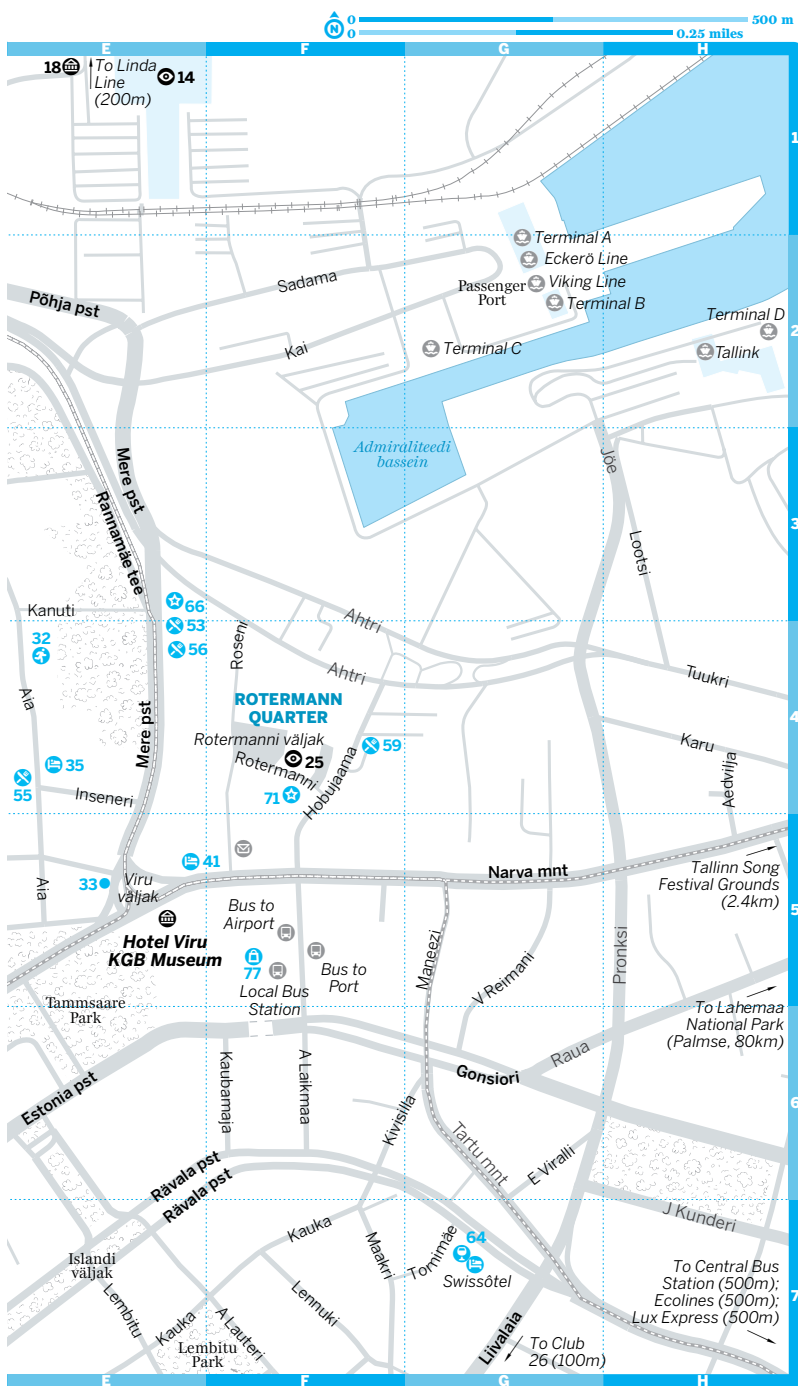 N
0
500 m
0
0.25 miles
E
F
G
H
18
To Linda
Line
(200m)
14
1
Terminal A
Eckerö Line
Viking Line
Terminal B
Passenger
Port
Sadama
Põhja pst
Kai
Terminal C
Terminal D
Tallink
2
Admiraliteedi
bassein
Jõe
Mere pst
Rannamäe tee
Lootsi
3
Kanuti
66
53
56
32
Roseni
Ahtri
Ahtri
Tuukri
Aia
ROTERMANN
QUARTER
Mere pst
Rotermanni väljak
25
Rotermanni
59
Hobujaama
71
Karu
Aedvilja
4
35
55
Inseneri
41
33
Viru
väljak
Aia
Narva mnt
Tallinn Song
Festival Grounds
(2.4km)
5
Hotel Viru
KGB Museum
Bus to
Airport
77
Bus to
Port
Local Bus
Station
Maneezi
V Reimani
Pronksi
Tammsaare
Park
To Lahemaa
National Park
(Palmse, 80km)
Raua
Gonsiori
Estonia pst
Kaubamaja
A Laikmaa
Kivisilla
Tartu mnt
E Viralli
6
Rävala pst
Rävala pst
J Kunderi
Kauka
Maakri
Tornimäe
64
Swissôtel
Islandi
väljak
Lembitu
Kauka
A Lauteri
Lennuki
Lembitu
Park
Liivalaia
To Club
26 (100m)
To Central Bus
Station (500m);
Ecolines (500m);
Lux Express (500m)
7
E
F
G
H